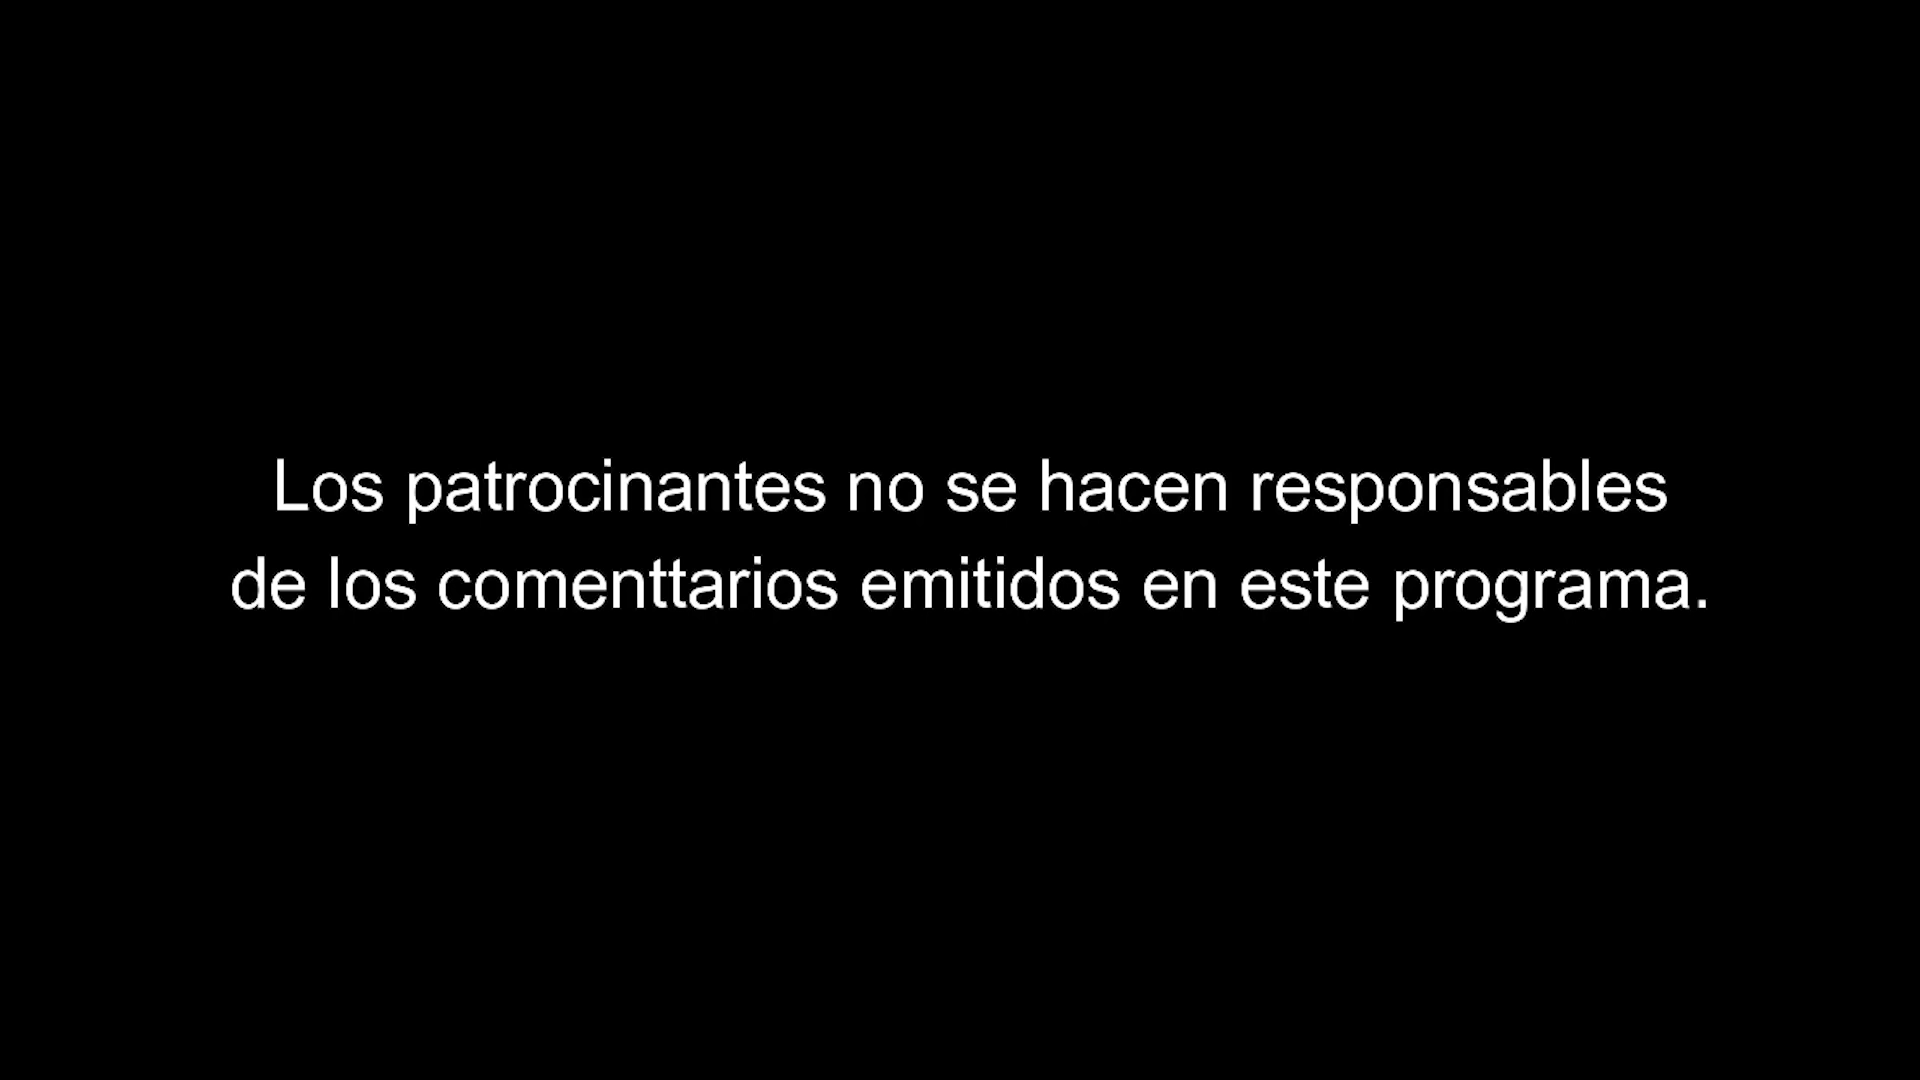 Los patrocinantes no se hacen responsables
de los comenttarios emitidos en este programa.